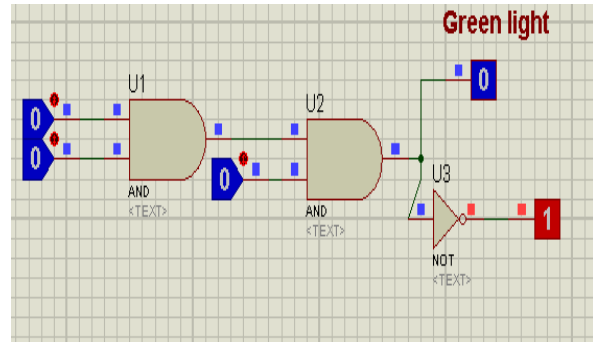 Green light
U1
0
0
AND
<TEXT>
U2
0
AND
<TEXT>
0
U3
NOT
<TEXT>
1